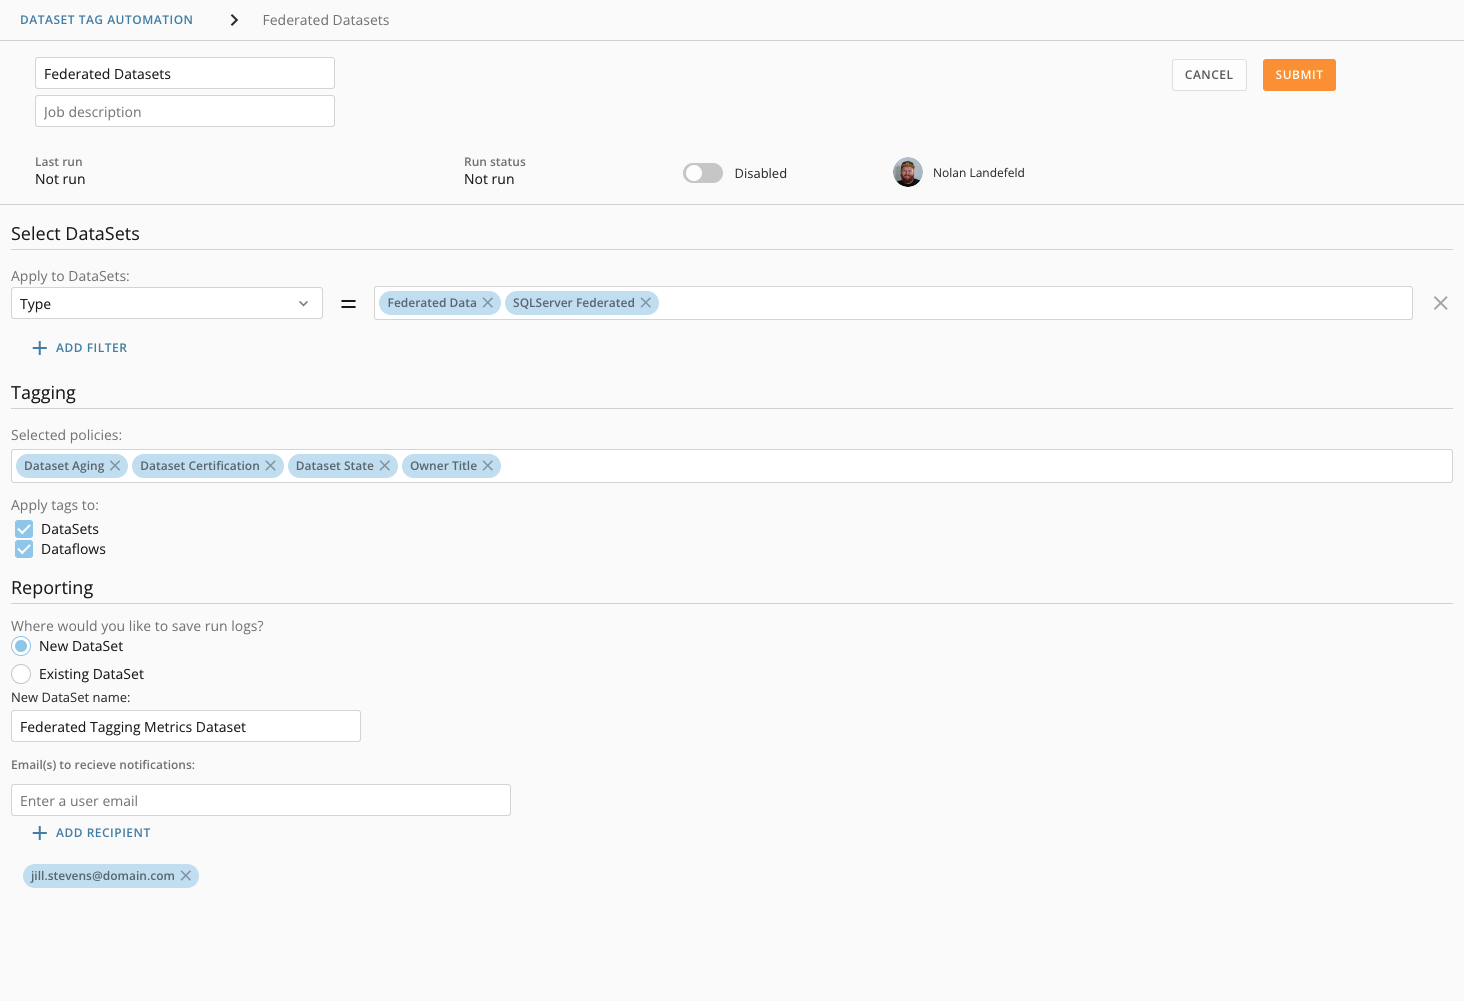 DATASET TAG AUTOMATION Federated Datasets
Federated Datasets
CANCEL SUBMIT
Job description
Last run Run status
Not run Not run Disabled Nolan Landefeld
Select DataSets
Apply to DataSets:
Type = Federated Data SQLServer Federated
ADD FILTER
Tagging
Selected policies:
Dataset Aging Dataset Certification Dataset State Owner Title
Apply tags to:
DataSets
Dataflows
Reporting
Where would you like to save run logs?
New DataSet
Existing DataSet
New DataSet name:
Federated Tagging Metrics Dataset
Email(s) to recieve notifications:
Enter a user email
ADD RECIPIENT
jill.stevens@domain.com